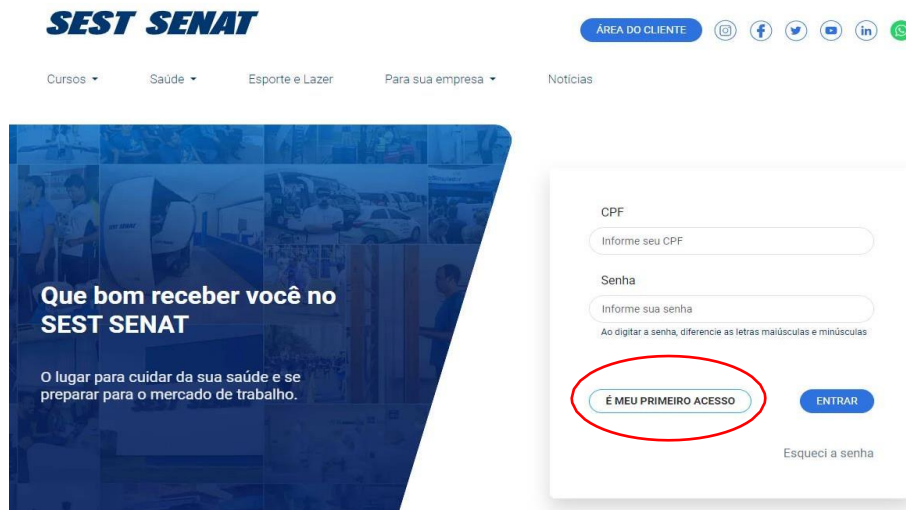 SEST SENAT
ÁREA DO CLIENTE
Cursos
Saúde
Esporte e Lazer
Para sua empresa
Notícias
CPF
Informe seu CPF
Senha
Informe sua senha
Ao digitar a senha, diferencie as letras maiúsculas e minúsculas
Que bom receber você no
SEST SENAT
O lugar para cuidar da sua saúde e se
preparar para o mercado de trabalho.
É MEU PRIMEIRO ACESSO
ENTRAR
Esqueci a senha